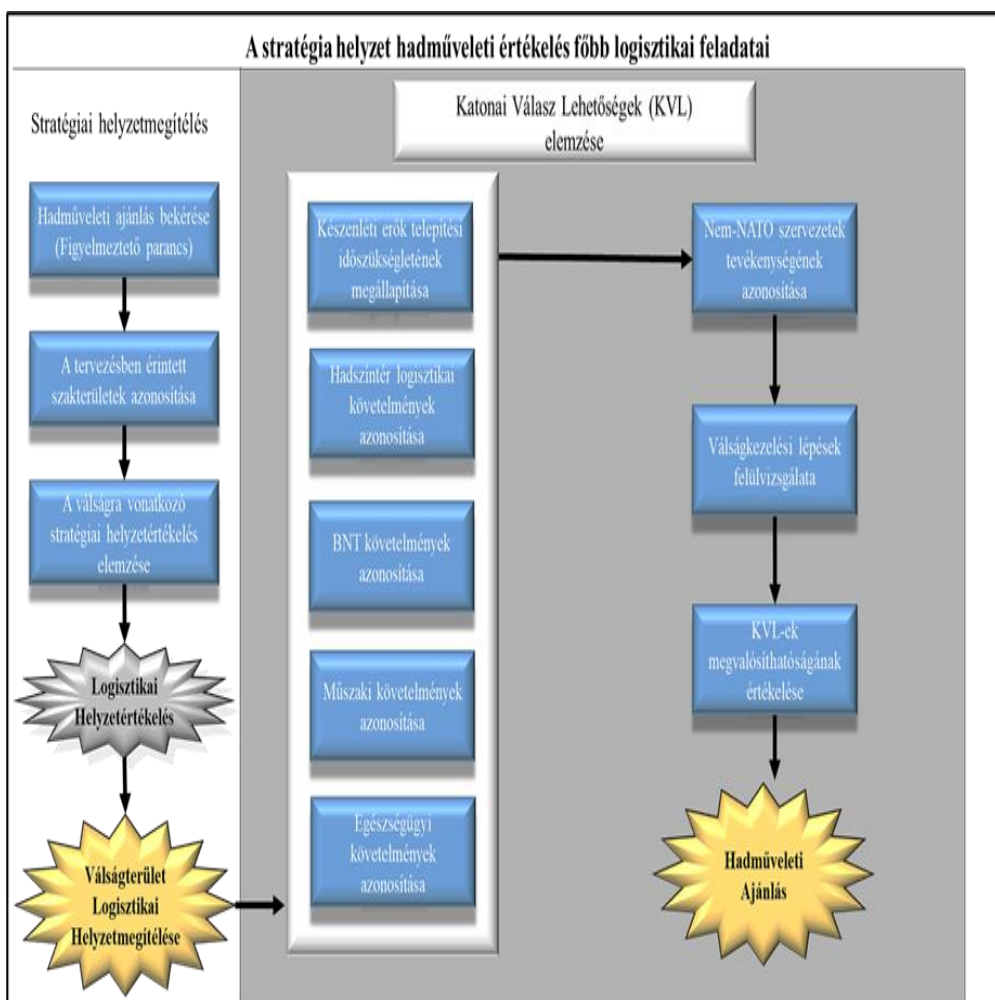 A stratégia helyzet hadműveleti értékelés főbb logisztikai feladatai
Stratégiai helyzetmegítélés
Hadműveleti ajánlás bekérése
(Figyelmeztető parancs)
A tervezésben érintett
szakterületek azonosítása
A válságra vonatkozó
stratégiai helyzetértékelés
elemzése
Logisztikai
Helyzetértékelés
Válságterület
Logisztikai
Helyzetmegítélése
Katonai Válasz Lehetőségek (KVL)
elemzése
Készenléti erők telepítési
időszükségletének
megállapítása
Hadszíntér logisztikai
követelmények
azonosítása
BNT követelmények
azonosítása
Műszaki követelmények
azonosítása
Egészségügyi
követelmények
azonosítása
Nem-NATO szervezetek
tevékenységének
azonosítása
Válságkezelési lépések
felülvizsgálata
KVL-ek
megvalósíthatóságának
értékelése
Hadműveleti
Ajánlás